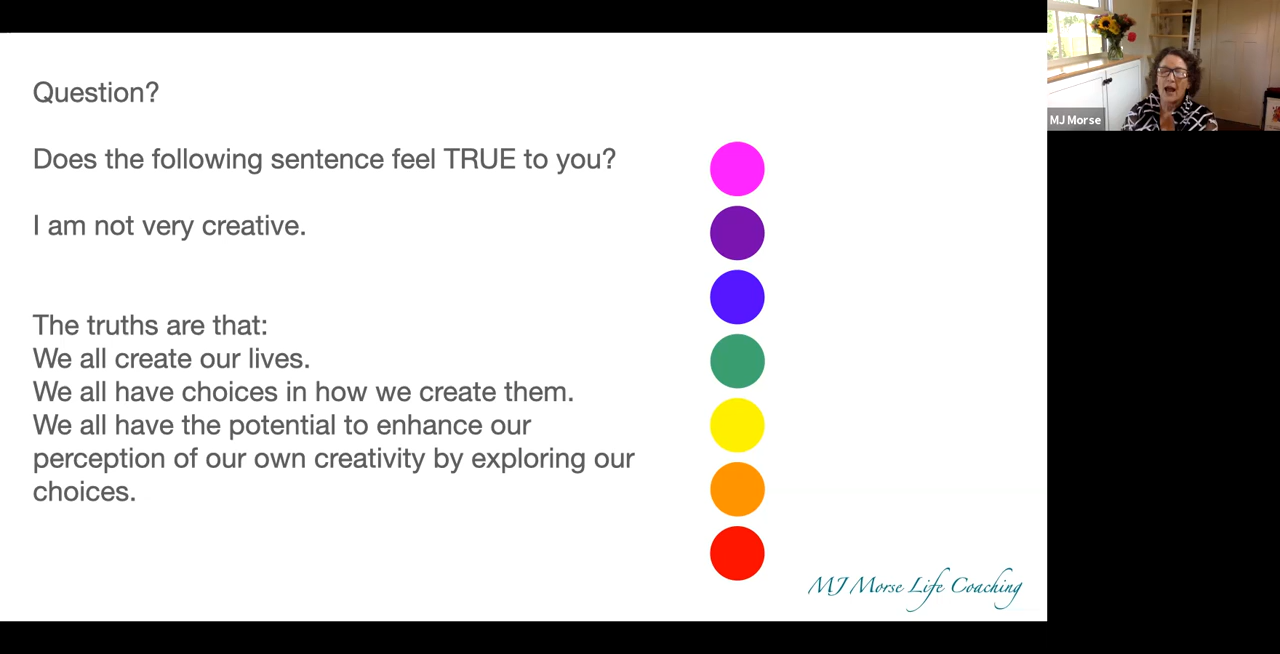 Question?
Does the following sentence feel TRUE to you?
I am not very creative.
The truths are that:
We all create our lives.
We all have choices in how we create them.
We all have the potential to enhance our
perception of our own creativity by exploring our
choices.
MJ Morse Life Coaching
MJ Morse